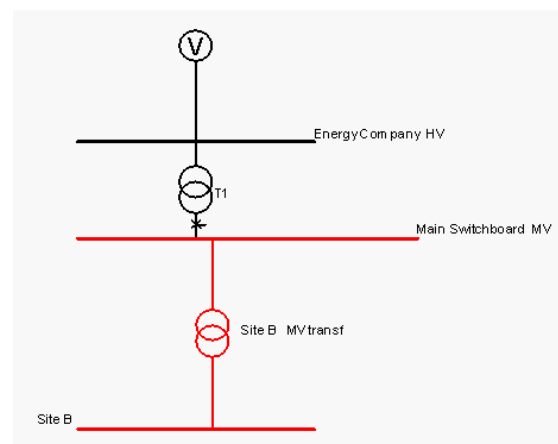 V
EnergyCompany HV
T1
Main Switchboard MV
Site B MVtransf
Site B